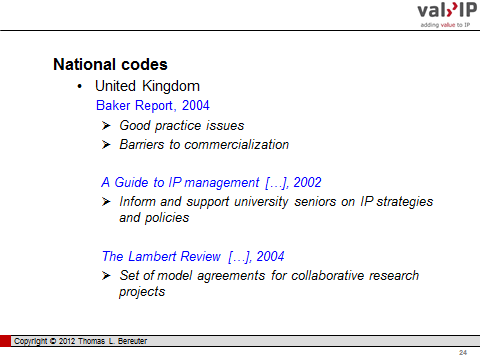 val IP
adding value to IP
National codes
• United Kingdom
Baker Report, 2004
➢ Good practice issues
➢ Barriers to commercialization
A Guide to IP management […], 2002
➢ Inform and support university seniors on IP strategies
and policies
The Lambert Review […], 2004
➢ Set of model agreements for collaborative research
projects
Copyright © 2012 Thomas L. Bereuter
24